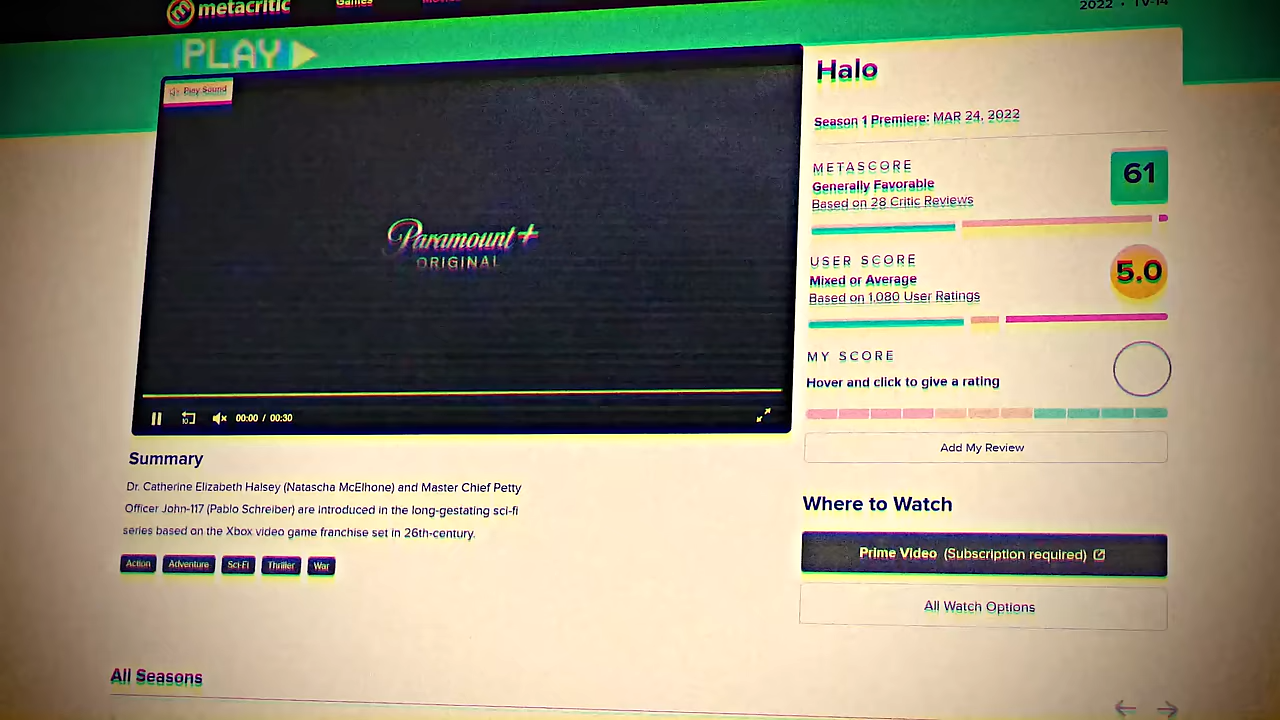 metacritic
Games
2022 • TV-14
PLAY
Play Sound
Halo
Season 1 Premiere: MAR 24, 2022
METASCORE
Generally Favorable
Based on 28 Critic Reviews
61
Paramount+
ORIGINAL
USER SCORE
Mixed or Average
Based on 1,080 User Ratings
5.0
MY SCORE
Hover and click to give a rating
10
00:00 / 00:30
Add My Review
Summary
Dr. Catherine Elizabeth Halsey (Natascha McElhone) and Master Chief Petty
Officer John-117 (Pablo Schreiber) are introduced in the long-gestating sci-fi
series based on the Xbox video game franchise set in 26th-century.
Action
Adventure
Sci-Fi
Thriller
War
Where to Watch
Prime Video (Subscription required)
All Watch Options
All Seasons